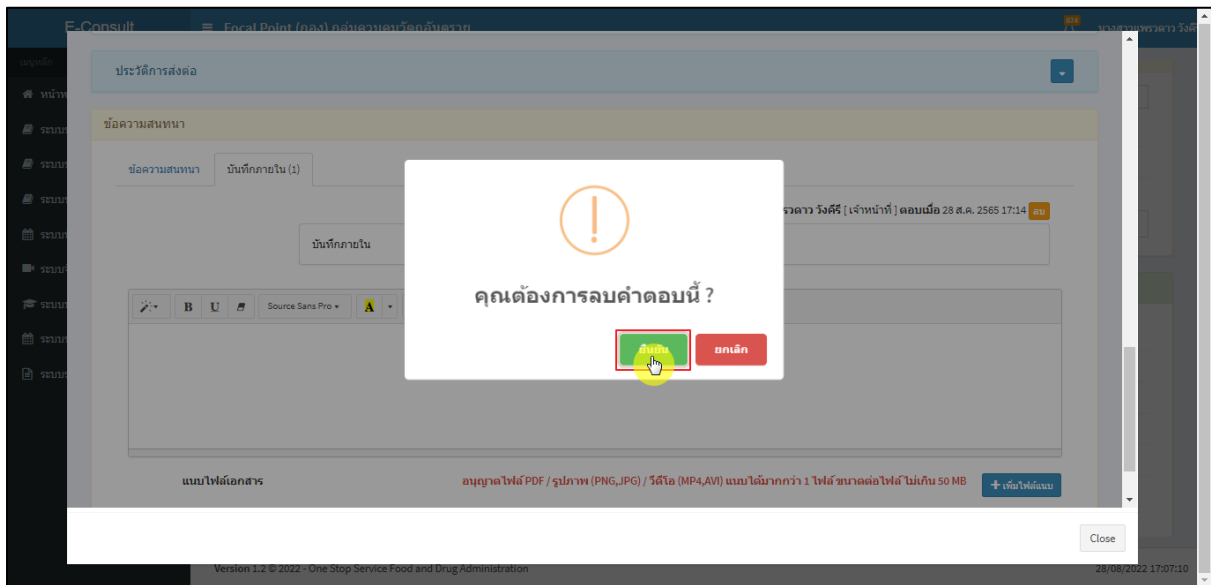 E-Consult
Focal Point (กอง) กลุ่มควบคุมวัตถุอันตราย
เมนูหลัก
ประวัติการส่งต่อ
ข้อความสนทนา
ข้อความสนทนา บันทึกภายใน (1)
วังคีรี [ เจ้าหน้าที่ ] ตอบเมื่อ 28 ส.ค. 2565 17:14 ลบ
บันทึกภายใน
คุณต้องการลบคำตอบนี้ ?
B U Source Sans Pro A
ยืนยัน ยกเลิก
แนบไฟล์เอกสาร อนุญาตไฟล์ PDF / รูปภาพ (PNG,JPG) / วีดีโอ (MP4,AVI) แนบได้มากกว่า 1 ไฟล์ ขนาดต่อไฟล์ ไม่เกิน 50 MB + เพิ่มไฟล์แนบ
Close
Version 1.2 © 2022 - One Stop Service Food and Drug Administration 28/08/2022 17:07:10